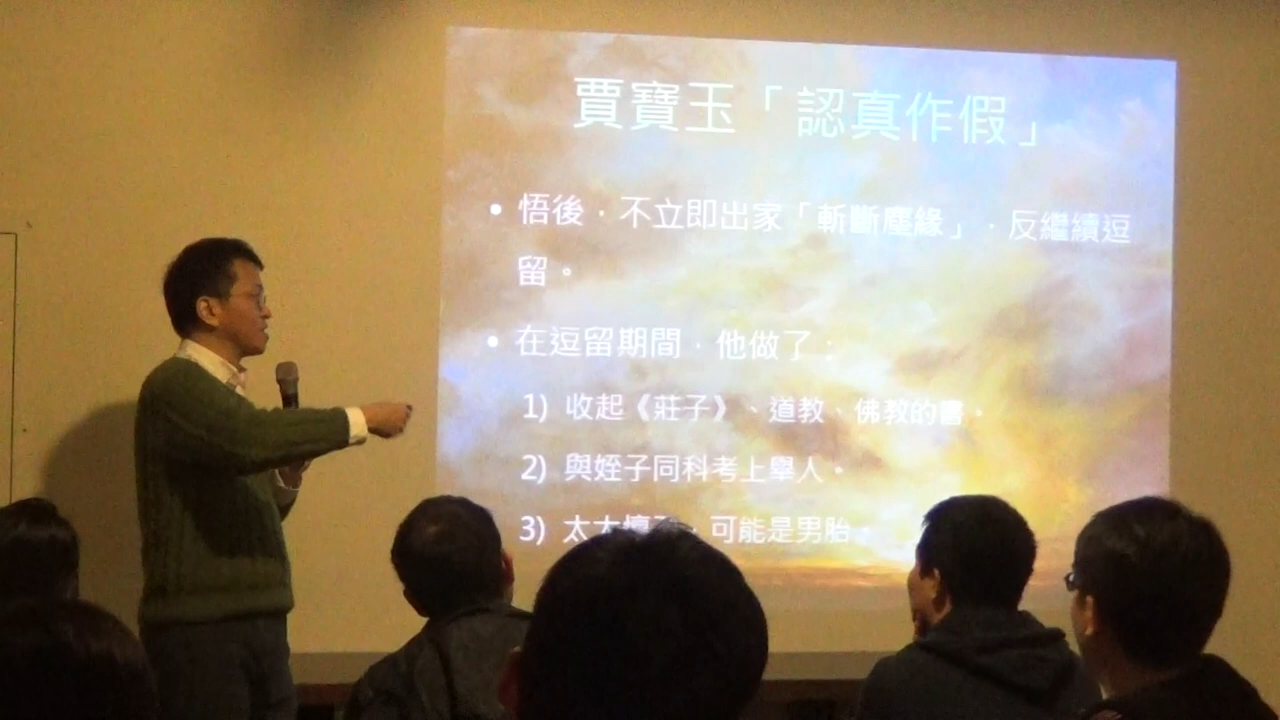 賈寶玉「認真作假」
• 悟後，不立即出家「斬斷塵緣」，反繼續逗
留。
• 在逗留期間，他做了：
1) 收起《莊子》、道教、佛教的書。
2) 與姪子同科考上舉人。
3) 太太懷孕，可能是男胎。